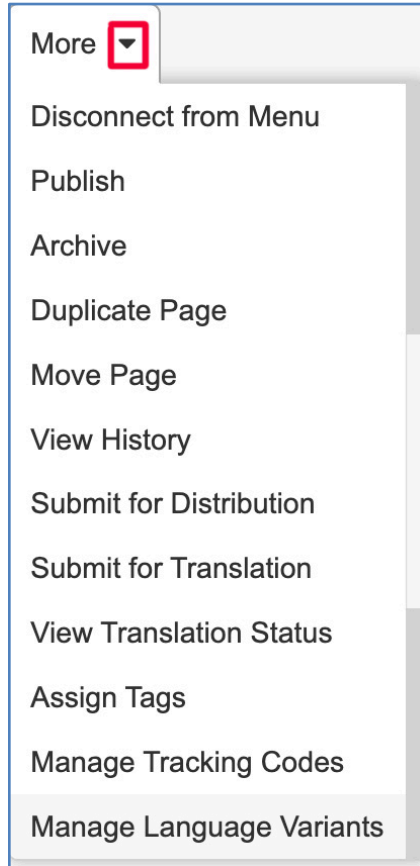 More
Disconnect from Menu
Publish
Archive
Duplicate Page
Move Page
View History
Submit for Distribution
Submit for Translation
View Translation Status
Assign Tags
Manage Tracking Codes
Manage Language Variants